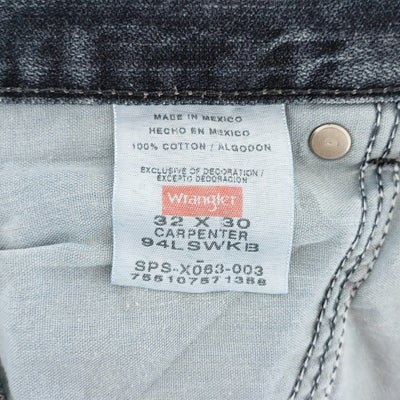 MADE IN MEXICO
HECHO EN MEXICO
100% COTTON / ALGODON
EXCLUSIVE OF DECORATION /
EXCEPTO DECORACION
Wrangler
32 X 30
CARPENTER
94LSWKB
SPS-X063-003
755107571358